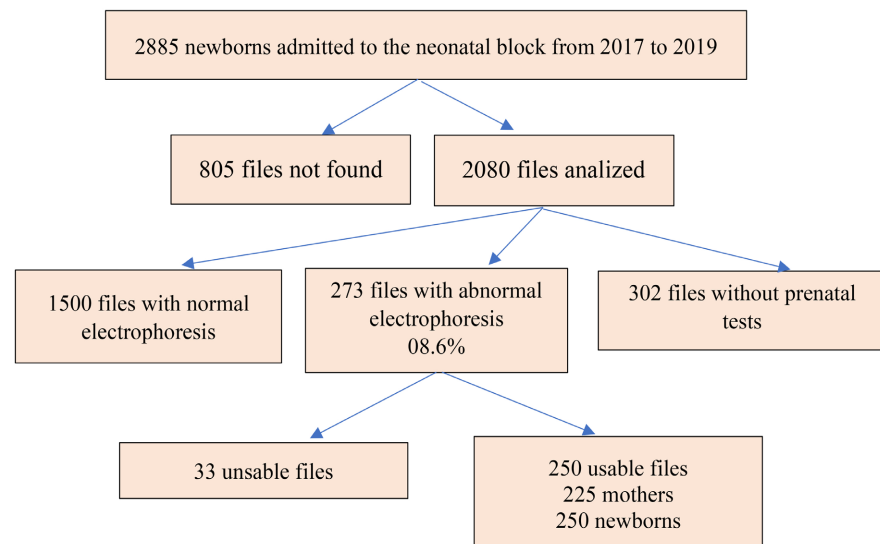 2885 newborns admitted to the neonatal block from 2017 to 2019
805 files not found
2080 files analized
1500 files with normal
electrophoresis
273 files with abnormal
electrophoresis
08.6%
302 files without prenatal
tests
33 unsable files
250 usable files
225 mothers
250 newborns